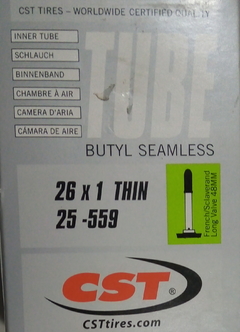 CST TIRES - WORLDWIDE CERTIFIED QUALITY
INNER TUBE
SCHLAUCH
BINNENBAND
CHAMBRE À AIR
CAMERA D'ARIA
CÁMARA DE AIRE
TUBE
BUTYL SEAMLESS
26 x 1 THIN
25 -559
French/Sclaverand
Long Valve 48MM
CST®
CSTtires.com